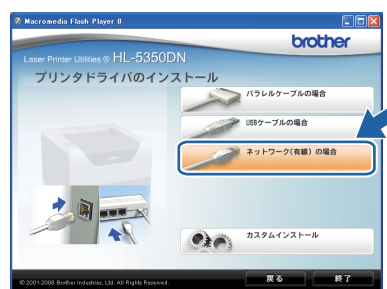 Macromedia Flash Player 8
brother
Laser Printer Utilities © HL-5350DN
プリンタドライバのインストール
パラレルケーブルの場合
USBケーブルの場合
ネットワーク(有線) の場合
カスタムインストール
© 2001-2008 Brother Industries, Ltd. All Rights Reserved.
戻る 終了